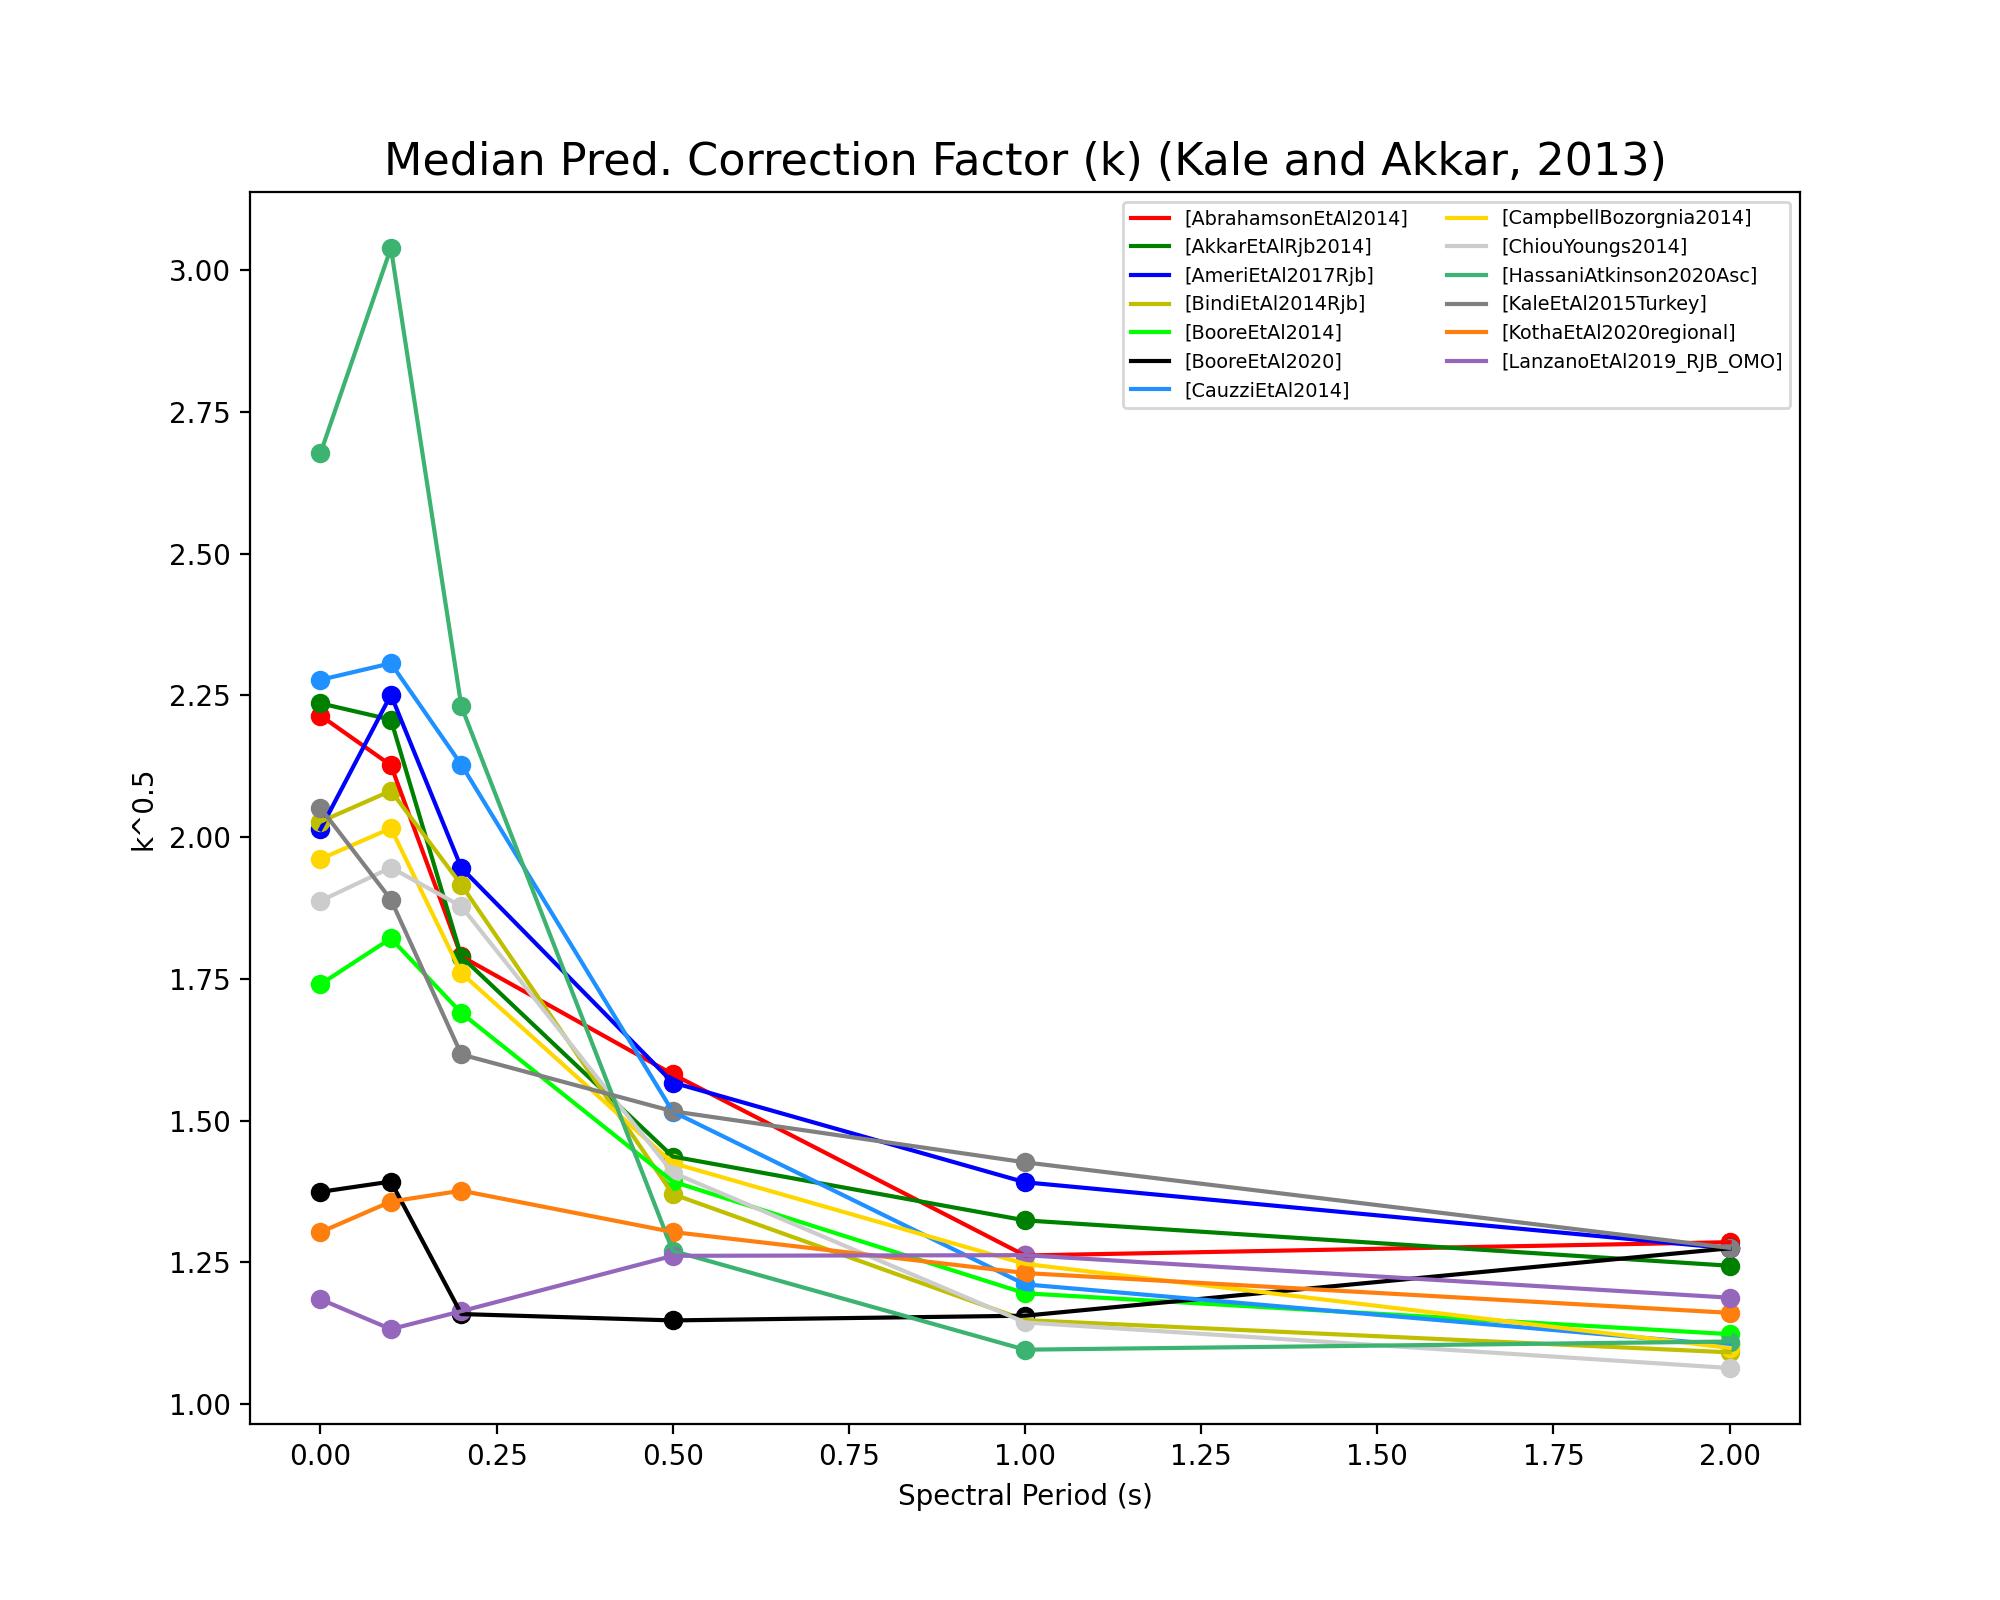 Median Pred. Correction Factor (k) (Kale and Akkar, 2013)
[AbrahamsonEtAl2014]
[AkkarEtAlRjb2014]
[AmeriEtAl2017Rjb]
[BindiEtAl2014Rjb]
[BooreEtAl2014]
[BooreEtAl2020]
[CauzziEtAl2014]
[CampbellBozorgnia2014]
[ChiouYoungs2014]
[HassaniAtkinson2020Asc]
[KaleEtAl2015Turkey]
[KothaEtAl2020regional]
[LanzanoEtAl2019_RJB_OMO]
k^0.5
3.00
2.75
2.50
2.25
2.00
1.75
1.50
1.25
1.00
0.00 0.25 0.50 0.75 1.00 1.25 1.50 1.75 2.00
Spectral Period (s)